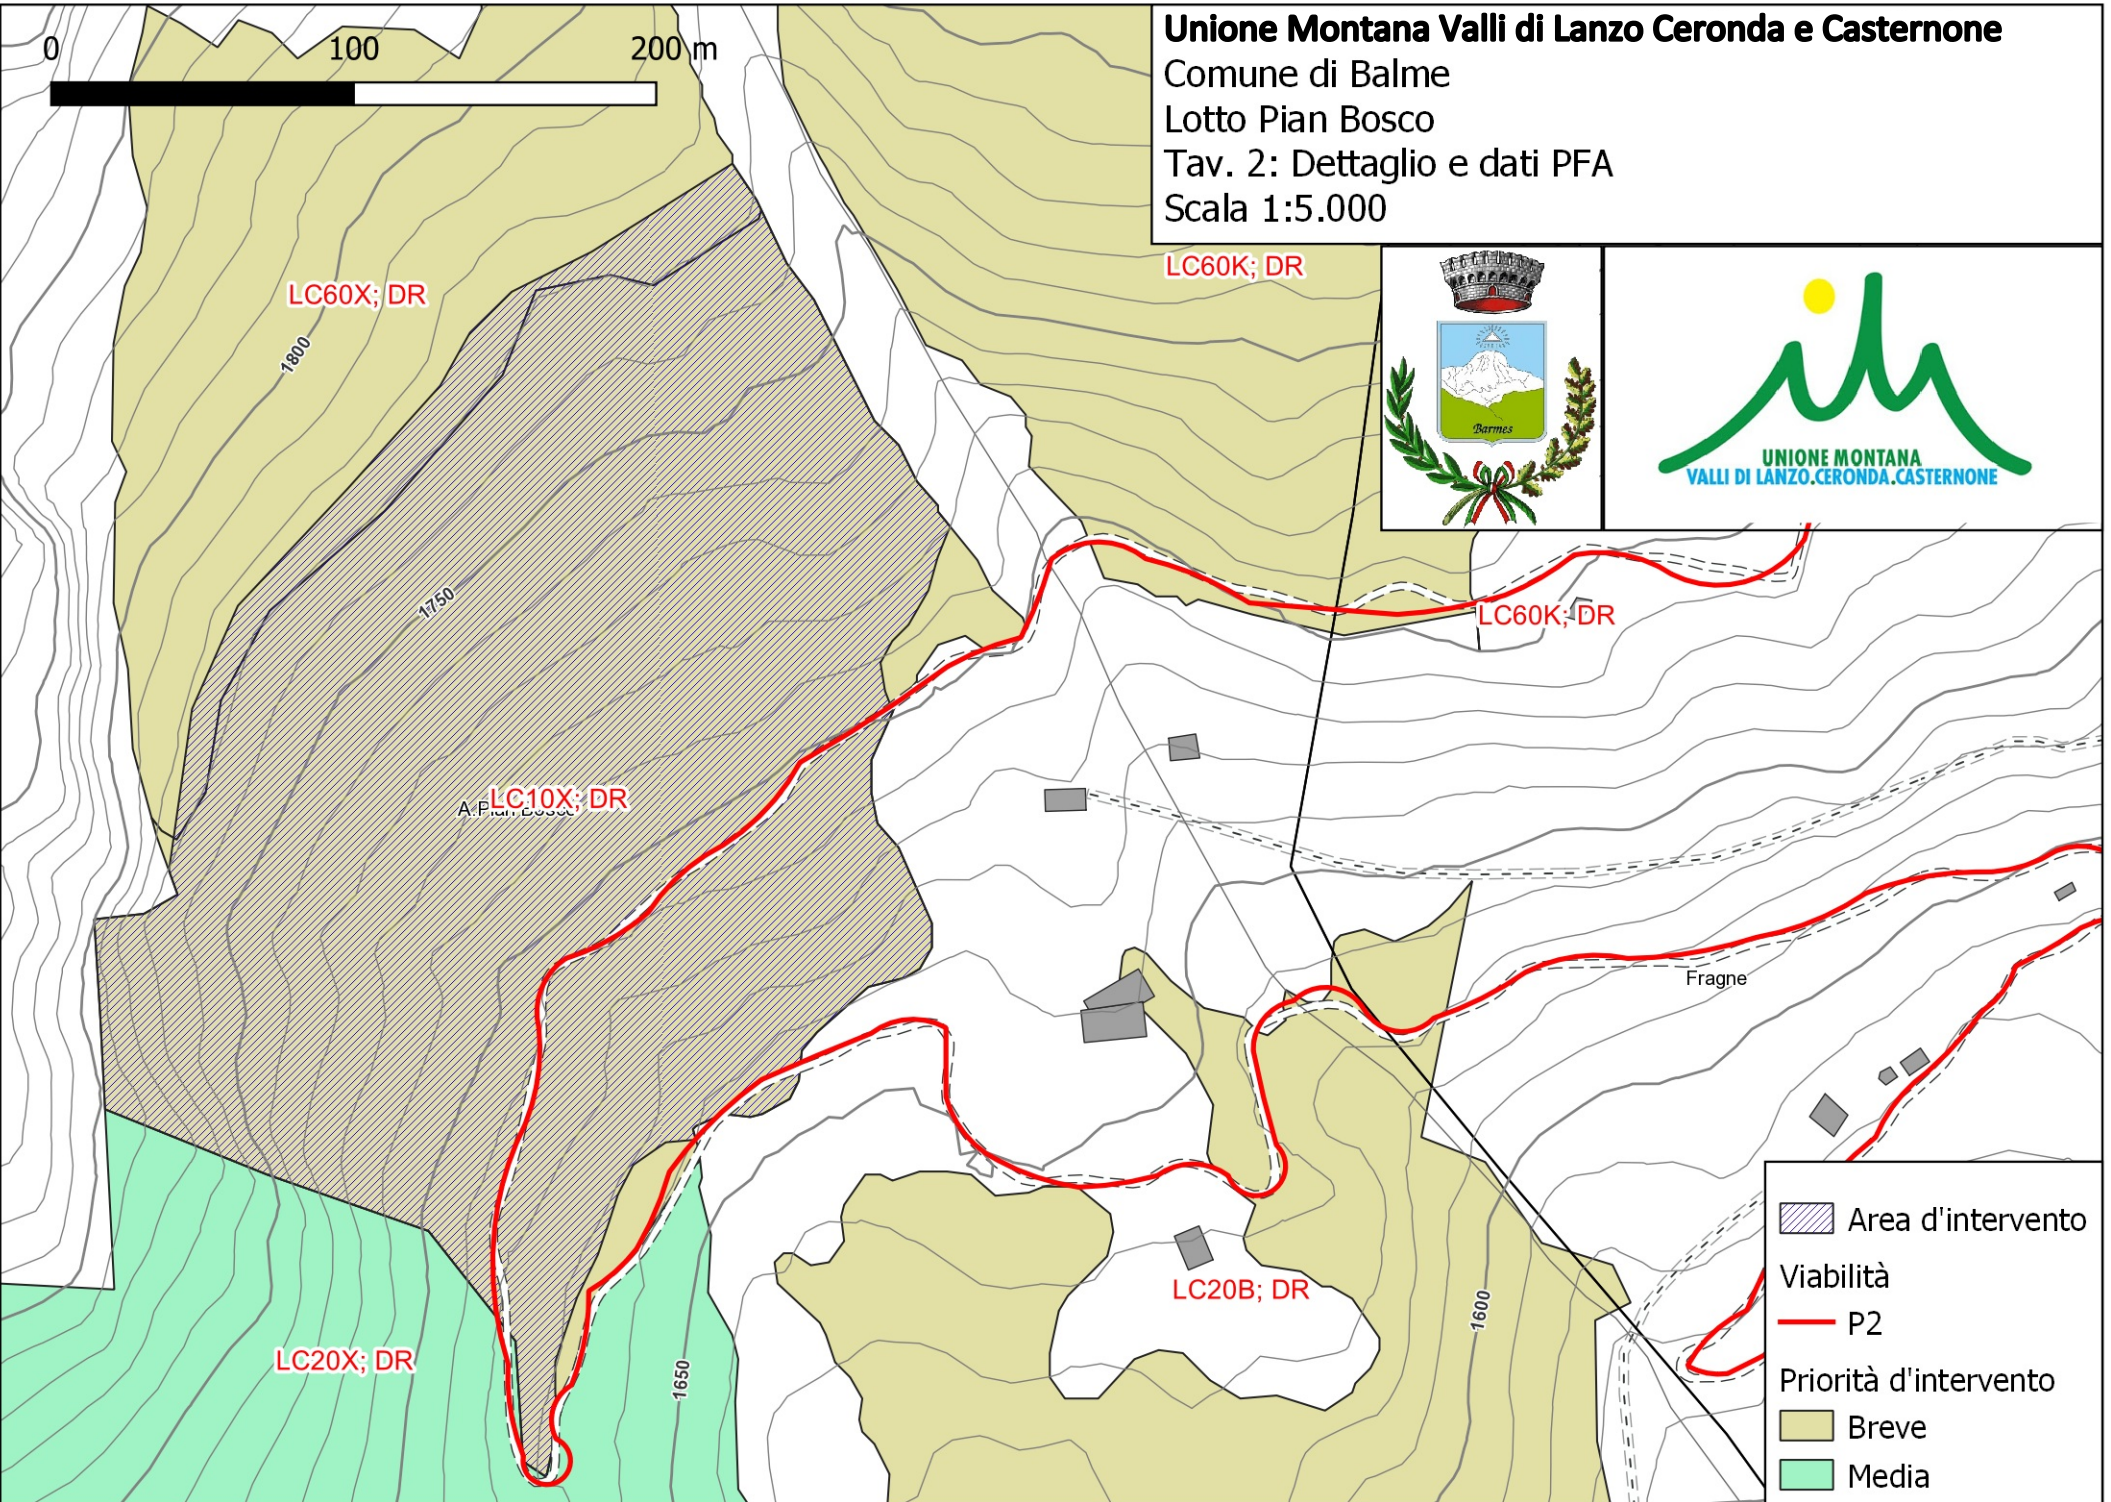 0 100 200 m
Unione Montana Valli di Lanzo Ceronda e Casternone
Comune di Balme
Lotto Pian Bosco
Tav. 2: Dettaglio e dati PFA
Scala 1:5.000
LC60X; DR
LC60K; DR
1800
Barmes
UNIONE MONTANA
VALLI DI LANZO.CERONDA.CASTERNONE
1750
LC60K; DR
A.Pian Bosco
LC10X; DR
Fragne
LC20B; DR
1600
LC20X; DR
1650
Area d'intervento
Viabilità
P2
Priorità d'intervento
Breve
Media